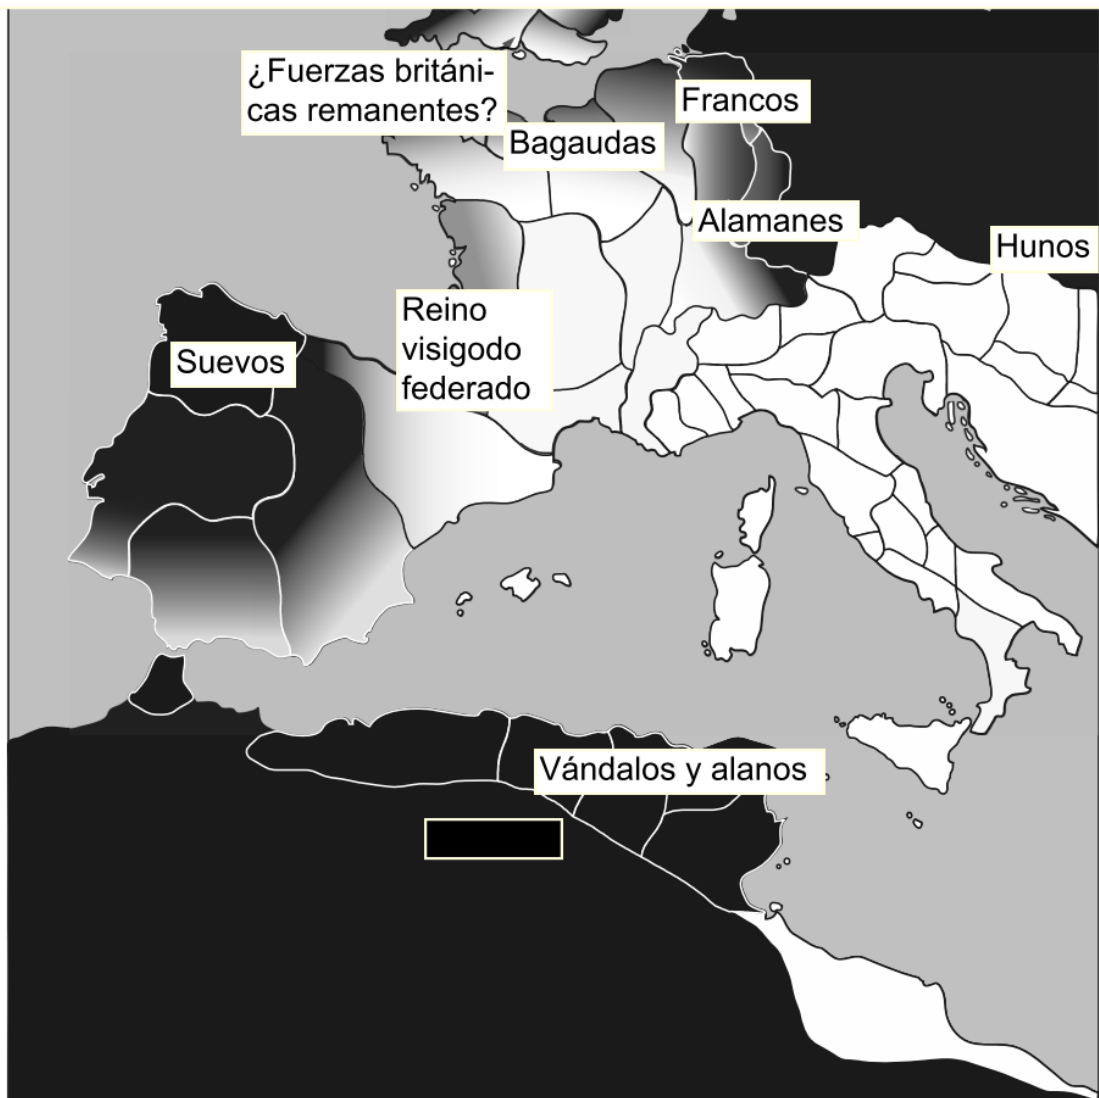 ¿Fuerzas británi-
cas remanentes?
Francos
Bagaudas
Alamanes
Hunos
Reino
visigodo
federado
Suevos
Vándalos y alanos